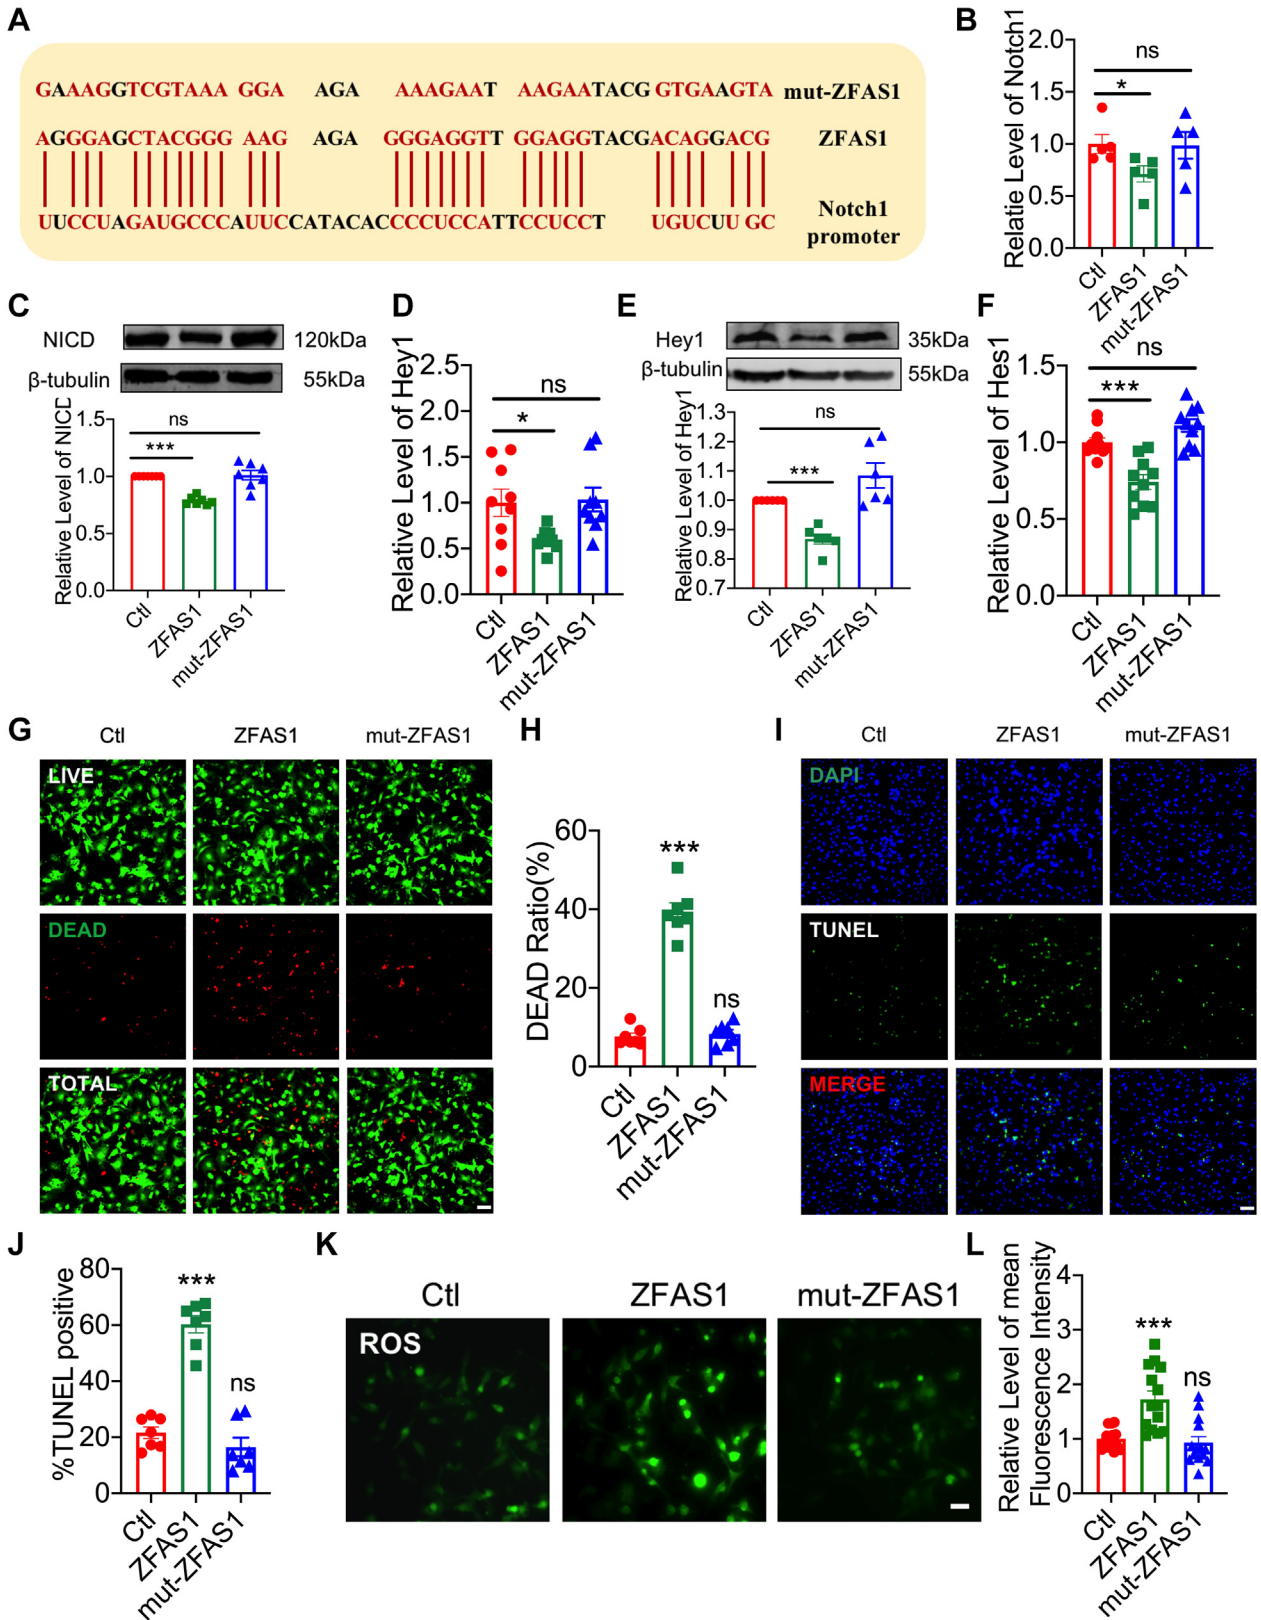 A
GAAAGGTCGTAAA GGA AGA AAAGAAT AAGAATACG GTGAAGTA mut-ZFAS1
AGGGAGCTACGGG AAG AGA GGGAGGTT GGAGGTACGACAGGACG ZFAS1
UUCCUAGAUGCCCAUUCCATACACCCCUCCATTCCUCCT UGUCUU GC Notch1 promoter
B
Relatie Level of Notch1
2.0
1.5
1.0
0.5
0.0
ns
*
Ctl
ZFAS1
mut-ZFAS1
C
NICD 120kDa
β-tubulin 55kDa
Relative Level of NICD
1.5
1.0
0.5
0.0
ns
***
Ctl
ZFAS1
mut-ZFAS1
D
Relative Level of Hey1
2.5
2.0
1.5
1.0
0.5
0.0
ns
*
Ctl
ZFAS1
mut-ZFAS1
E
Hey1 35kDa
β-tubulin 55kDa
Relative Level of Hey1
1.3
1.2
1.1
1.0
0.9
0.8
0.7
ns
***
Ctl
ZFAS1
mut-ZFAS1
F
Relative Level of Hes1
1.5
1.0
0.5
0.0
ns
***
Ctl
ZFAS1
mut-ZFAS1
G
Ctl ZFAS1 mut-ZFAS1
LIVE
DEAD
TOTAL
H
DEAD Ratio(%)
60
40
20
0
***
ns
Ctl
ZFAS1
mut-ZFAS1
I
Ctl ZFAS1 mut-ZFAS1
DAPI
TUNEL
MERGE
J
%TUNEL positive
80
60
40
20
0
***
ns
Ctl
ZFAS1
mut-ZFAS1
K
Ctl ZFAS1 mut-ZFAS1
ROS
L
Relative Level of mean
Fluorescence Intensity
4
3
2
1
0
***
ns
Ctl
ZFAS1
mut-ZFAS1